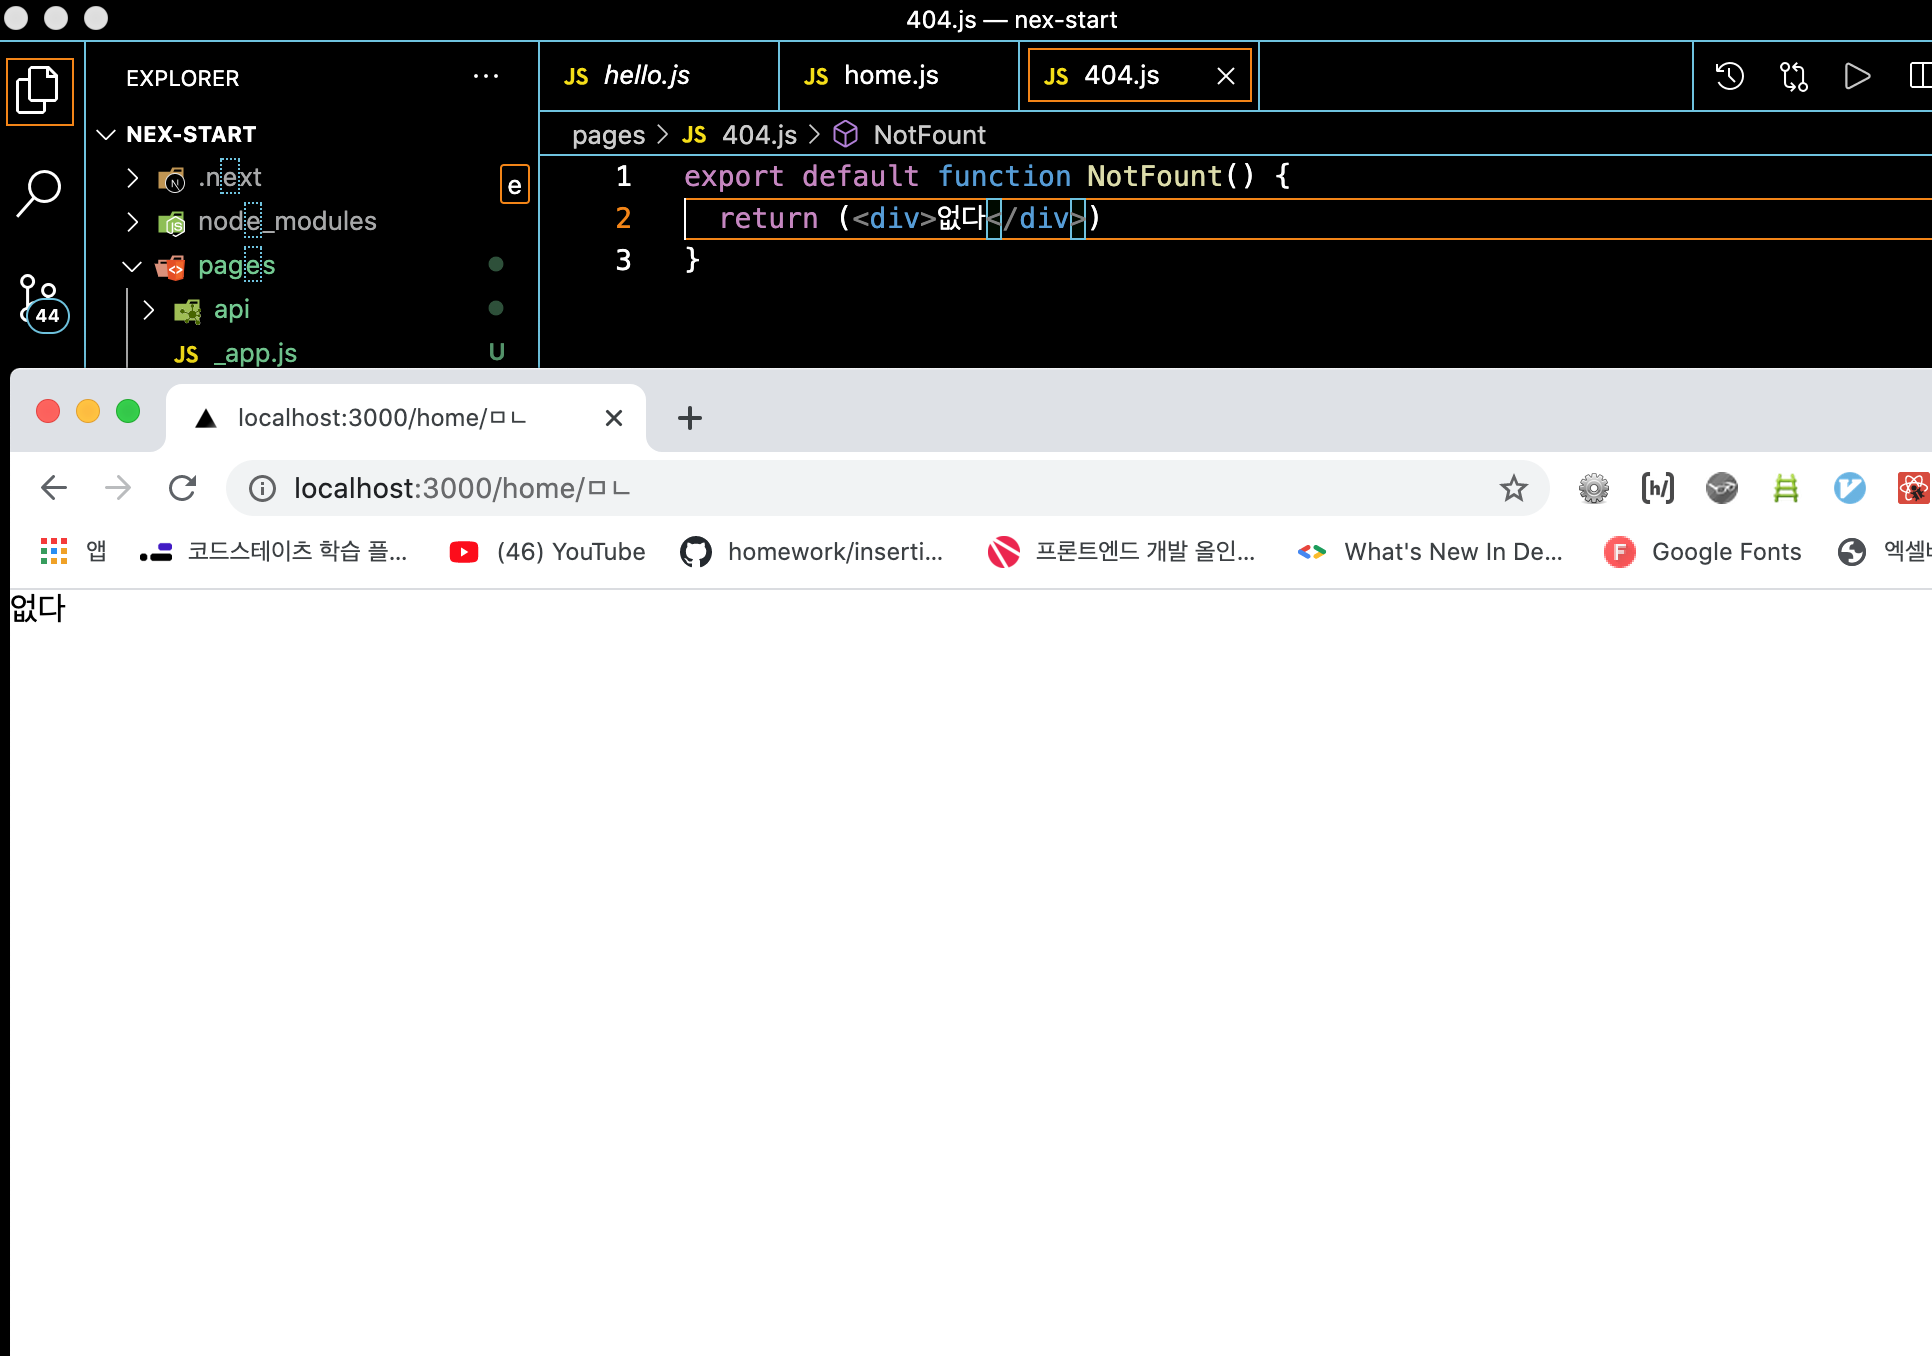 404.js — nex-start
EXPLORER
JS hello.js
JS home.js
JS 404.js
NEX-START
pages > JS 404.js > NotFount
.next
e
1 export default function NotFount() {
node_modules
2 return (<div>없다</div>)
pages
3 }
api
44
JS _app.js U
localhost:3000/home/ㅁㄴ
localhost:3000/home/ㅁㄴ
앱
코드스테이츠 학습 플...
(46) YouTube
homework/inserti...
프론트엔드 개발 올인...
What's New In De...
F Google Fonts
없다